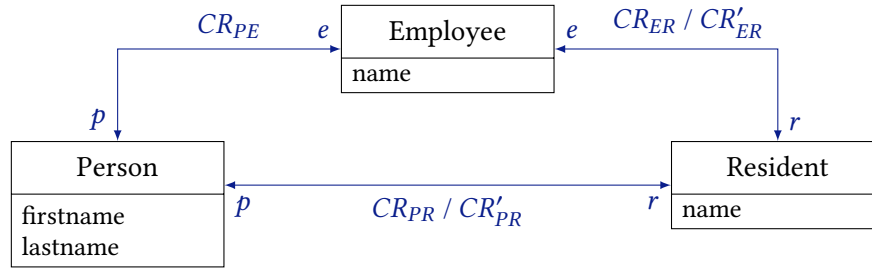 CR_PE e Employee e CR_ER / CR′_ER
name
p r
Person Resident
firstname p CR_PR / CR′_PR r name
lastname